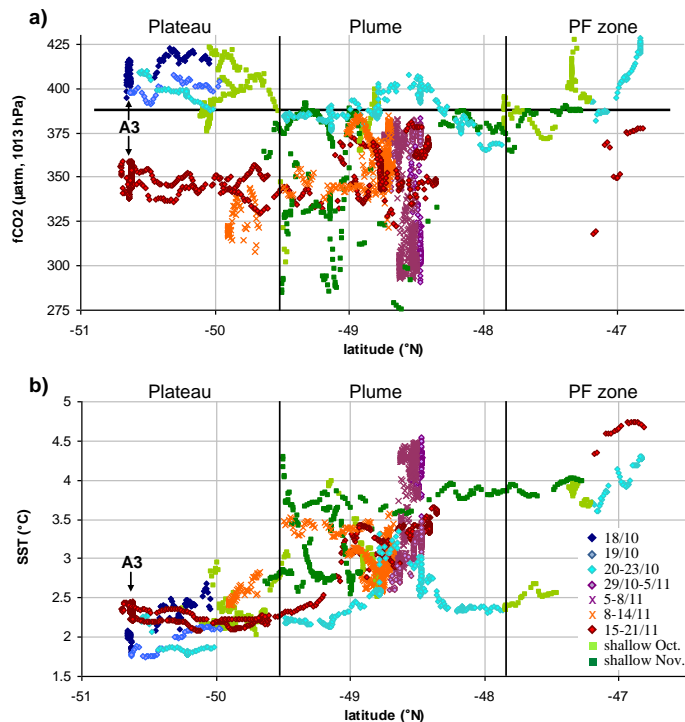 a)
Plateau
Plume
PF zone
425
400
375
350
325
300
275
fCO2 (µatm, 1013 hPa)
A3
-51
-50
-49
-48
-47
latitude (°N)
b)
Plateau
Plume
PF zone
5
4.5
4
3.5
3
2.5
2
1.5
SST (°C)
A3
18/10
19/10
20-23/10
29/10-5/11
5-8/11
8-14/11
15-21/11
shallow Oct.
shallow Nov.
-51
-50
-49
-48
-47
latitude (°N)